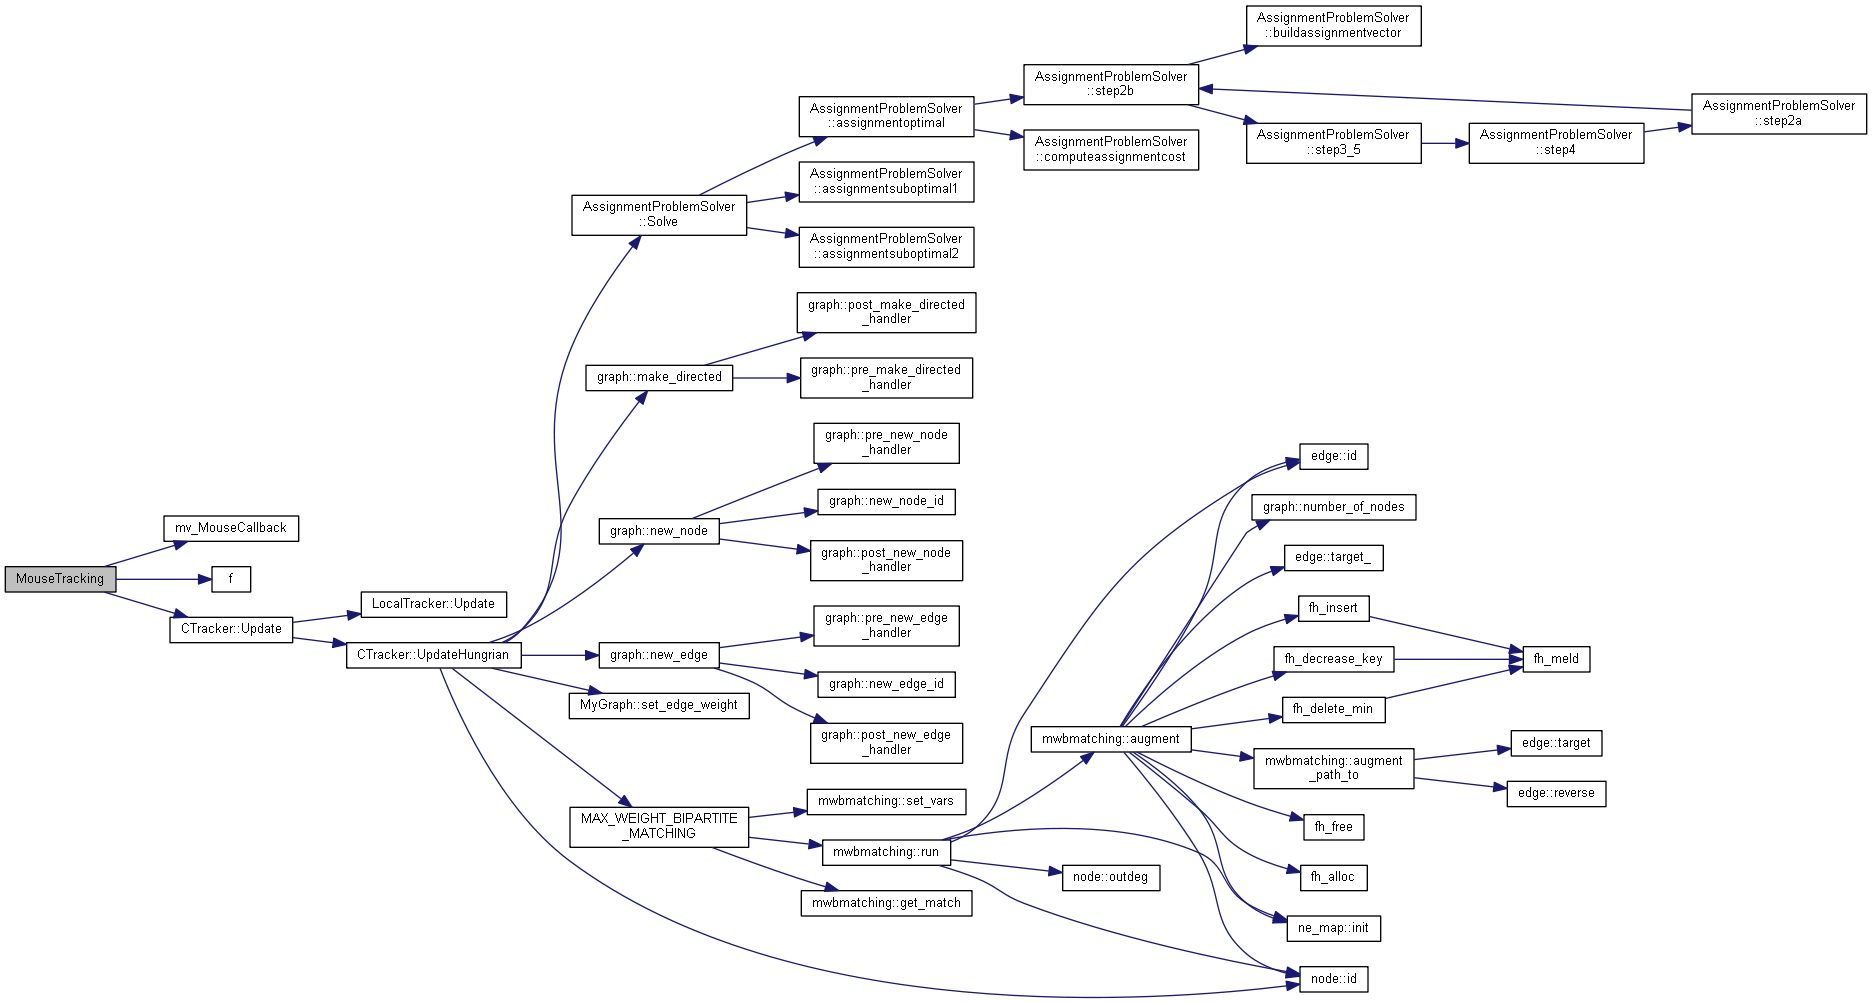 MouseTracking
mv_MouseCallback
f
CTracker::Update
LocalTracker::Update
CTracker::UpdateHungrian
AssignmentProblemSolver
::Solve
graph::make_directed
graph::new_node
graph::new_edge
MyGraph::set_edge_weight
MAX_WEIGHT_BIPARTITE
_MATCHING
AssignmentProblemSolver
::assignmentoptimal
AssignmentProblemSolver
::assignmentsuboptimal1
AssignmentProblemSolver
::assignmentsuboptimal2
graph::post_make_directed
_handler
graph::pre_make_directed
_handler
graph::pre_new_node
_handler
graph::new_node_id
graph::post_new_node
_handler
graph::pre_new_edge
_handler
graph::new_edge_id
graph::post_new_edge
_handler
mwbmatching::set_vars
mwbmatching::run
mwbmatching::get_match
AssignmentProblemSolver
::step2b
AssignmentProblemSolver
::computeassignmentcost
mwbmatching::augment
node::outdeg
AssignmentProblemSolver
::buildassignmentvector
AssignmentProblemSolver
::step3_5
AssignmentProblemSolver
::step4
AssignmentProblemSolver
::step2a
edge::id
graph::number_of_nodes
edge::target_
fh_insert
fh_decrease_key
fh_delete_min
mwbmatching::augment
_path_to
fh_free
fh_alloc
ne_map::init
node::id
fh_meld
edge::target
edge::reverse